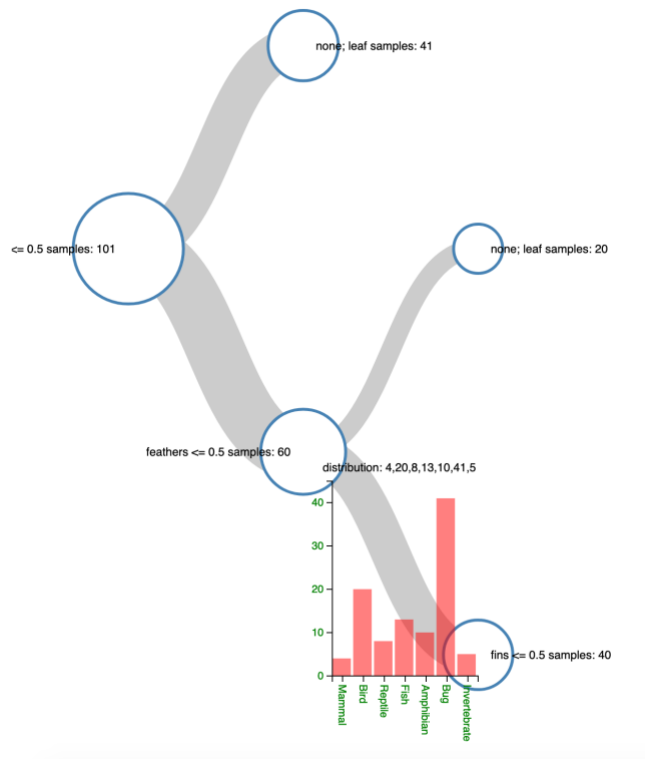 none; leaf samples: 41
<= 0.5 samples: 101
none; leaf samples: 20
feathers <= 0.5 samples: 60
distribution: 4,20,8,13,10,41,5
40
30
20
10
0
fins <= 0.5 samples: 40
Mammal
Bird
Reptile
Fish
Amphibian
Bug
Invertebrate